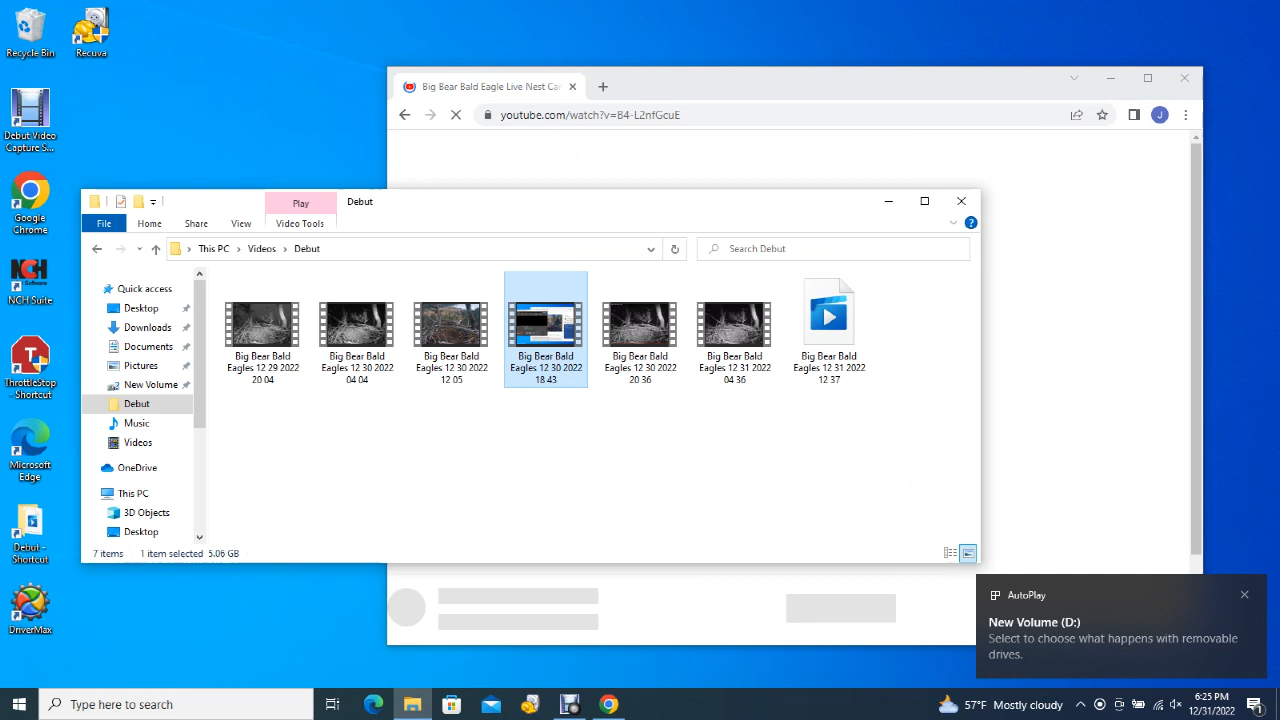 Recycle Bin
Recuva
Debut Video
Capture S...
Google
Chrome
NCH
NCH Suite
ThrottleStop
- Shortcut
Microsoft
Edge
Debut -
Shortcut
DriverMax
Big Bear Bald Eagle Live Nest Car
youtube.com/watch?v=B4-L2nfGcuE
J
Play
Debut
File
Home
Share
View
Video Tools
This PC
Videos
Debut
Search Debut
Quick access
Desktop
Downloads
Documents
Pictures
New Volume
Debut
Music
Videos
OneDrive
This PC
3D Objects
Desktop
Big Bear Bald
Eagles 12 29 2022
20 04
Big Bear Bald
Eagles 12 30 2022
04 04
Big Bear Bald
Eagles 12 30 2022
12 05
Big Bear Bald
Eagles 12 30 2022
18 43
Big Bear Bald
Eagles 12 30 2022
20 36
Big Bear Bald
Eagles 12 31 2022
04 36
Big Bear Bald
Eagles 12 31 2022
12 37
7 items
1 item selected 5.06 GB
AutoPlay
New Volume (D:)
Select to choose what happens with removable
drives.
Type here to search
57°F Mostly cloudy
6:25 PM
12/31/2022
1